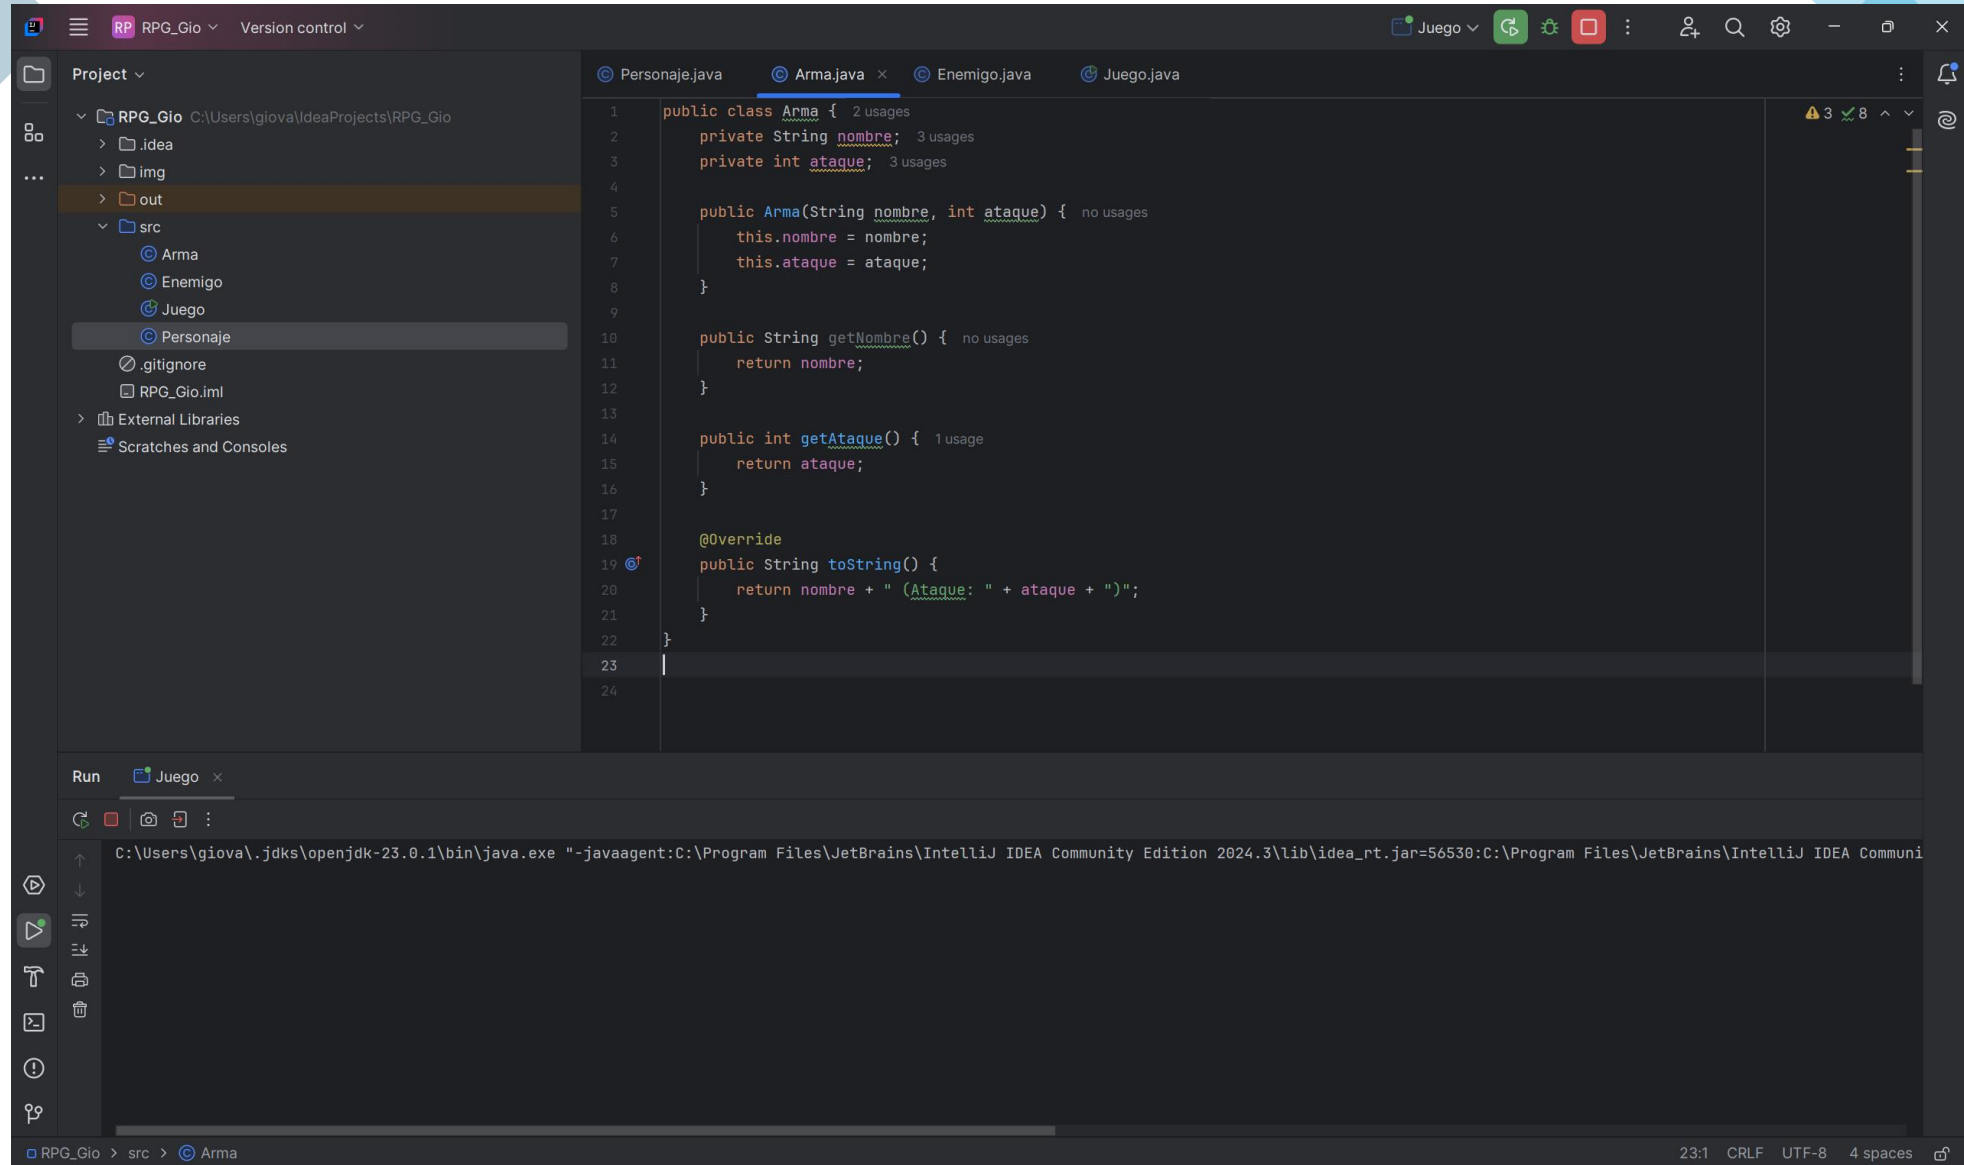 RP RPG_Gio Version control Juego
Project
Personaje.java Arma.java Enemigo.java Juego.java
RPG_Gio C:\Users\giova\IdeaProjects\RPG_Gio
.idea
img
out
src
Arma
Enemigo
Juego
Personaje
.gitignore
RPG_Gio.iml
External Libraries
Scratches and Consoles
3 8
1 public class Arma { 2 usages
2 private String nombre; 3 usages
3 private int ataque; 3 usages
4
5 public Arma(String nombre, int ataque) { no usages
6 this.nombre = nombre;
7 this.ataque = ataque;
8 }
9
10 public String getNombre() { no usages
11 return nombre;
12 }
13
14 public int getAtaque() { 1 usage
15 return ataque;
16 }
17
18 @Override
19 public String toString() {
20 return nombre + " (Ataque: " + ataque + ")";
21 }
22 }
23
24
Run Juego
C:\Users\giova\.jdks\openjdk-23.0.1\bin\java.exe "-javaagent:C:\Program Files\JetBrains\IntelliJ IDEA Community Edition 2024.3\lib\idea_rt.jar=56530:C:\Program Files\JetBrains\IntelliJ IDEA Communi
RPG_Gio > src > Arma
23:1 CRLF UTF-8 4 spaces